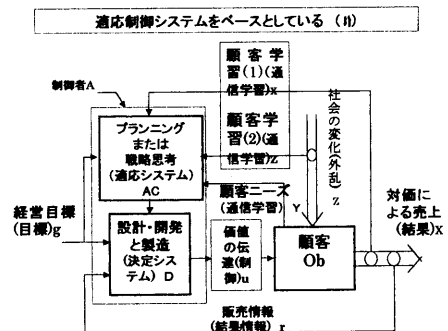 適応制御システムをベースとしている
制御者A
顧客学
習(1)(通
信学習)x
顧客学
習(2)(通
信学習)z
社会の変化(外乱)
z
プランニング
または
戦略思考
(適応システム)
AC
顧客ニーズ
(通信学習)
Y
対価に
よる売上
(結果)x
経営目標
(目標)g
設計・開発
と製造
(決定シス
テム) D
価値
の伝
達(制
御)u
顧客
Ob
販売情報
(結果情報) r